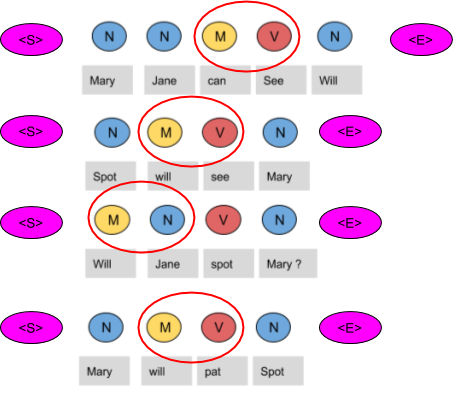 <S> N N M V N <E>
Mary Jane can See Will
<S> N M V N <E>
Spot will see Mary
<S> M N V N <E>
Will Jane spot Mary ?
<S> N M V N <E>
Mary will pat Spot